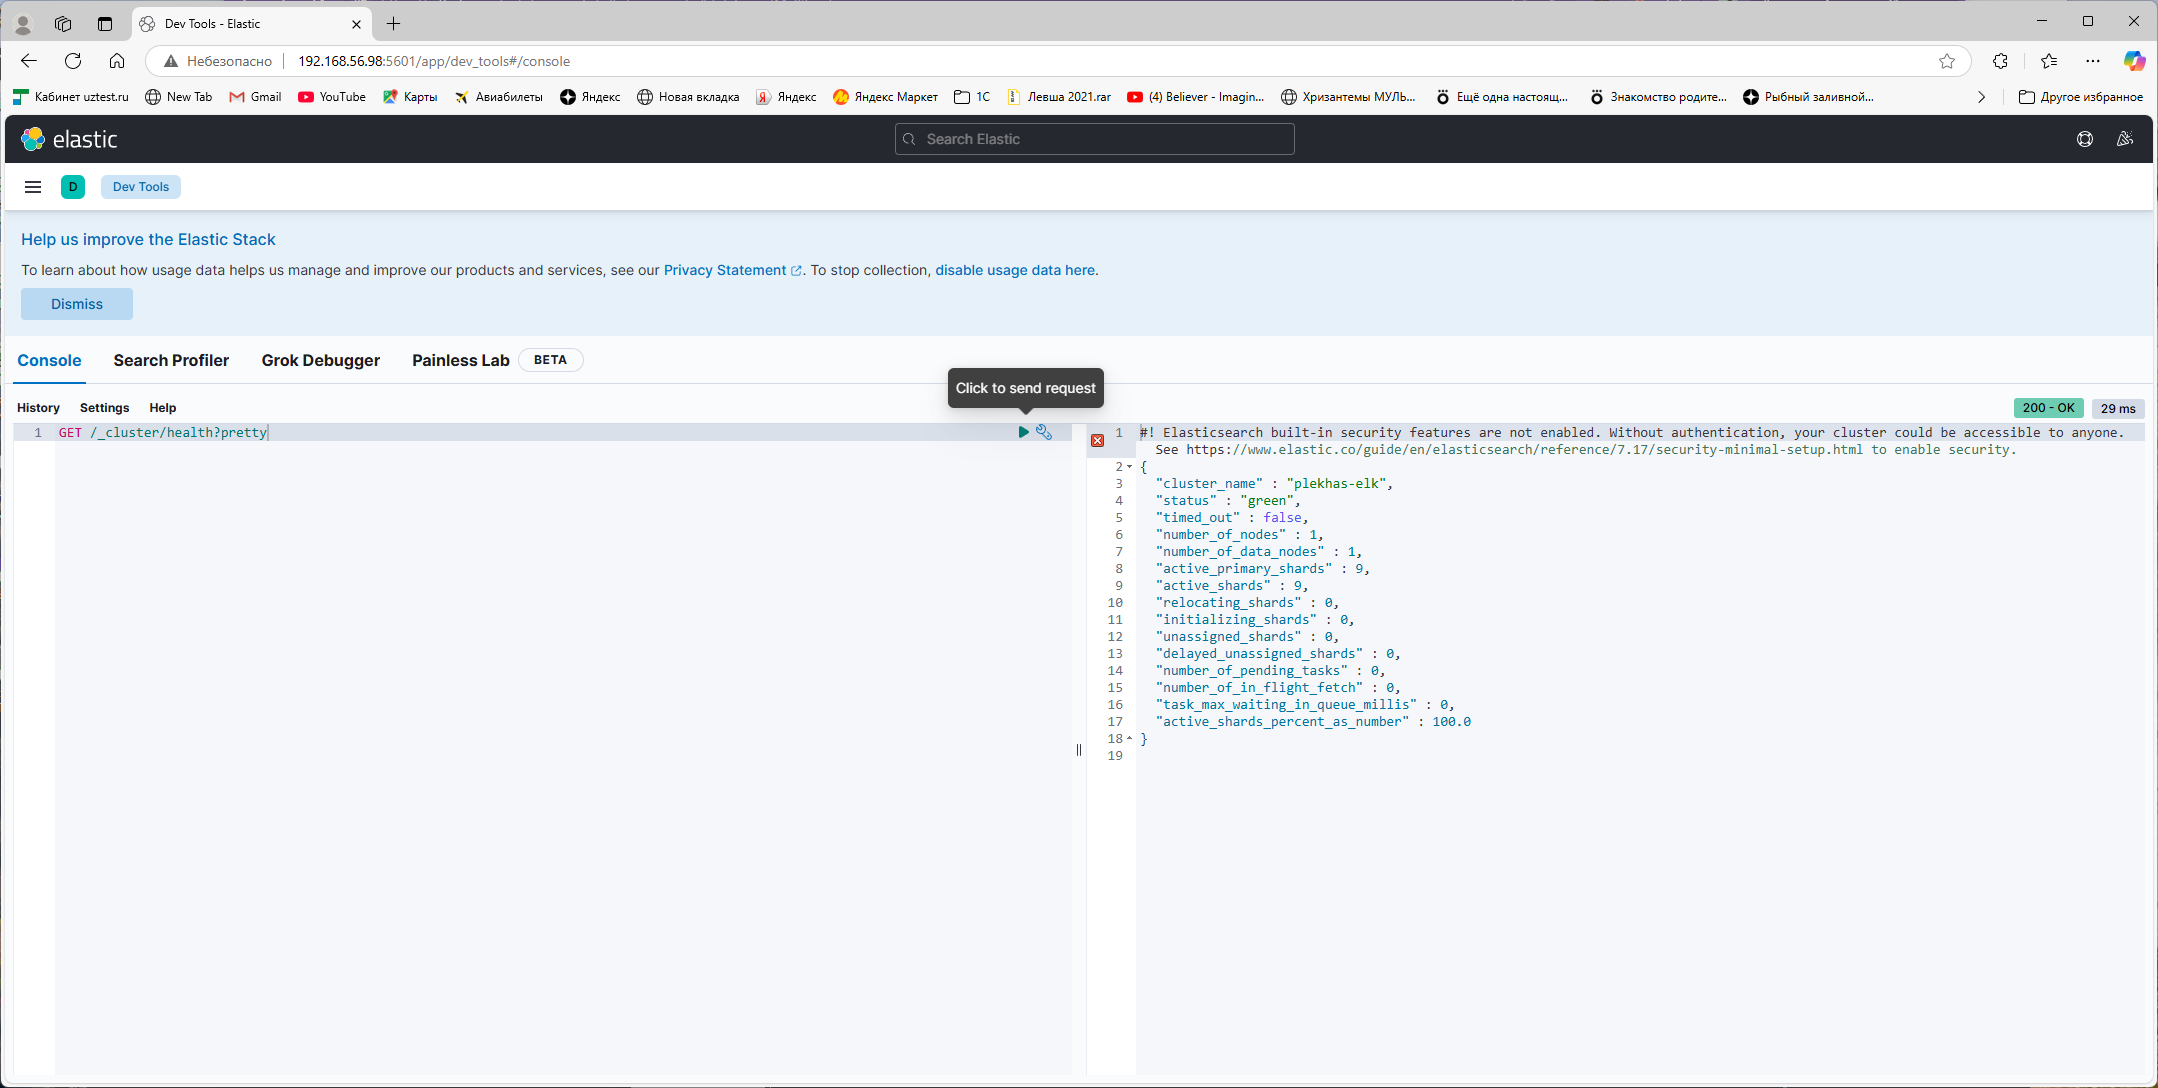 Dev Tools - Elastic
Небезопасно 192.168.56.98:5601/app/dev_tools#/console
Кабинет uztest.ru New Tab Gmail YouTube Карты Авиабилеты Яндекс Новая вкладка Яндекс Яндекс Маркет 1С Левша 2021.rar (4) Believer - Imagin... Хризантемы МУЛЬ... Ещё одна настоящ... Знакомство родите... Рыбный заливной... Другое избранное
elastic Search Elastic
D Dev Tools
Help us improve the Elastic Stack
To learn about how usage data helps us manage and improve our products and services, see our Privacy Statement. To stop collection, disable usage data here.
Dismiss
Console Search Profiler Grok Debugger Painless Lab BETA
Click to send request
History Settings Help
200 - OK 29 ms
1 GET /_cluster/health?pretty
1 #! Elasticsearch built-in security features are not enabled. Without authentication, your cluster could be accessible to anyone.
See https://www.elastic.co/guide/en/elasticsearch/reference/7.17/security-minimal-setup.html to enable security.
2 {
3 "cluster_name" : "plekhas-elk",
4 "status" : "green",
5 "timed_out" : false,
6 "number_of_nodes" : 1,
7 "number_of_data_nodes" : 1,
8 "active_primary_shards" : 9,
9 "active_shards" : 9,
10 "relocating_shards" : 0,
11 "initializing_shards" : 0,
12 "unassigned_shards" : 0,
13 "delayed_unassigned_shards" : 0,
14 "number_of_pending_tasks" : 0,
15 "number_of_in_flight_fetch" : 0,
16 "task_max_waiting_in_queue_millis" : 0,
17 "active_shards_percent_as_number" : 100.0
18 }
19